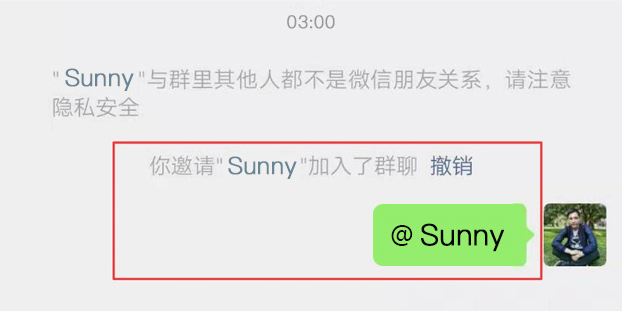 03:00
"Sunny"与群里其他人都不是微信朋友关系，请注意
隐私安全
你邀请"Sunny"加入了群聊 撤销
@ Sunny